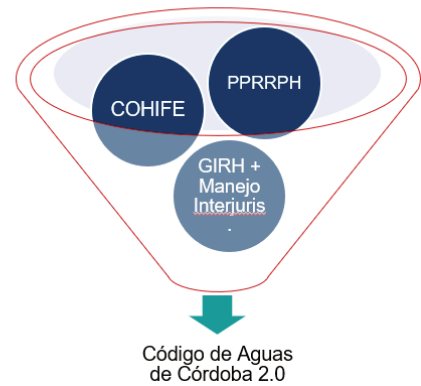 COHIFE
PPRRPH
GIRH +
Manejo
Interjuris
.
Código de Aguas
de Córdoba 2.0